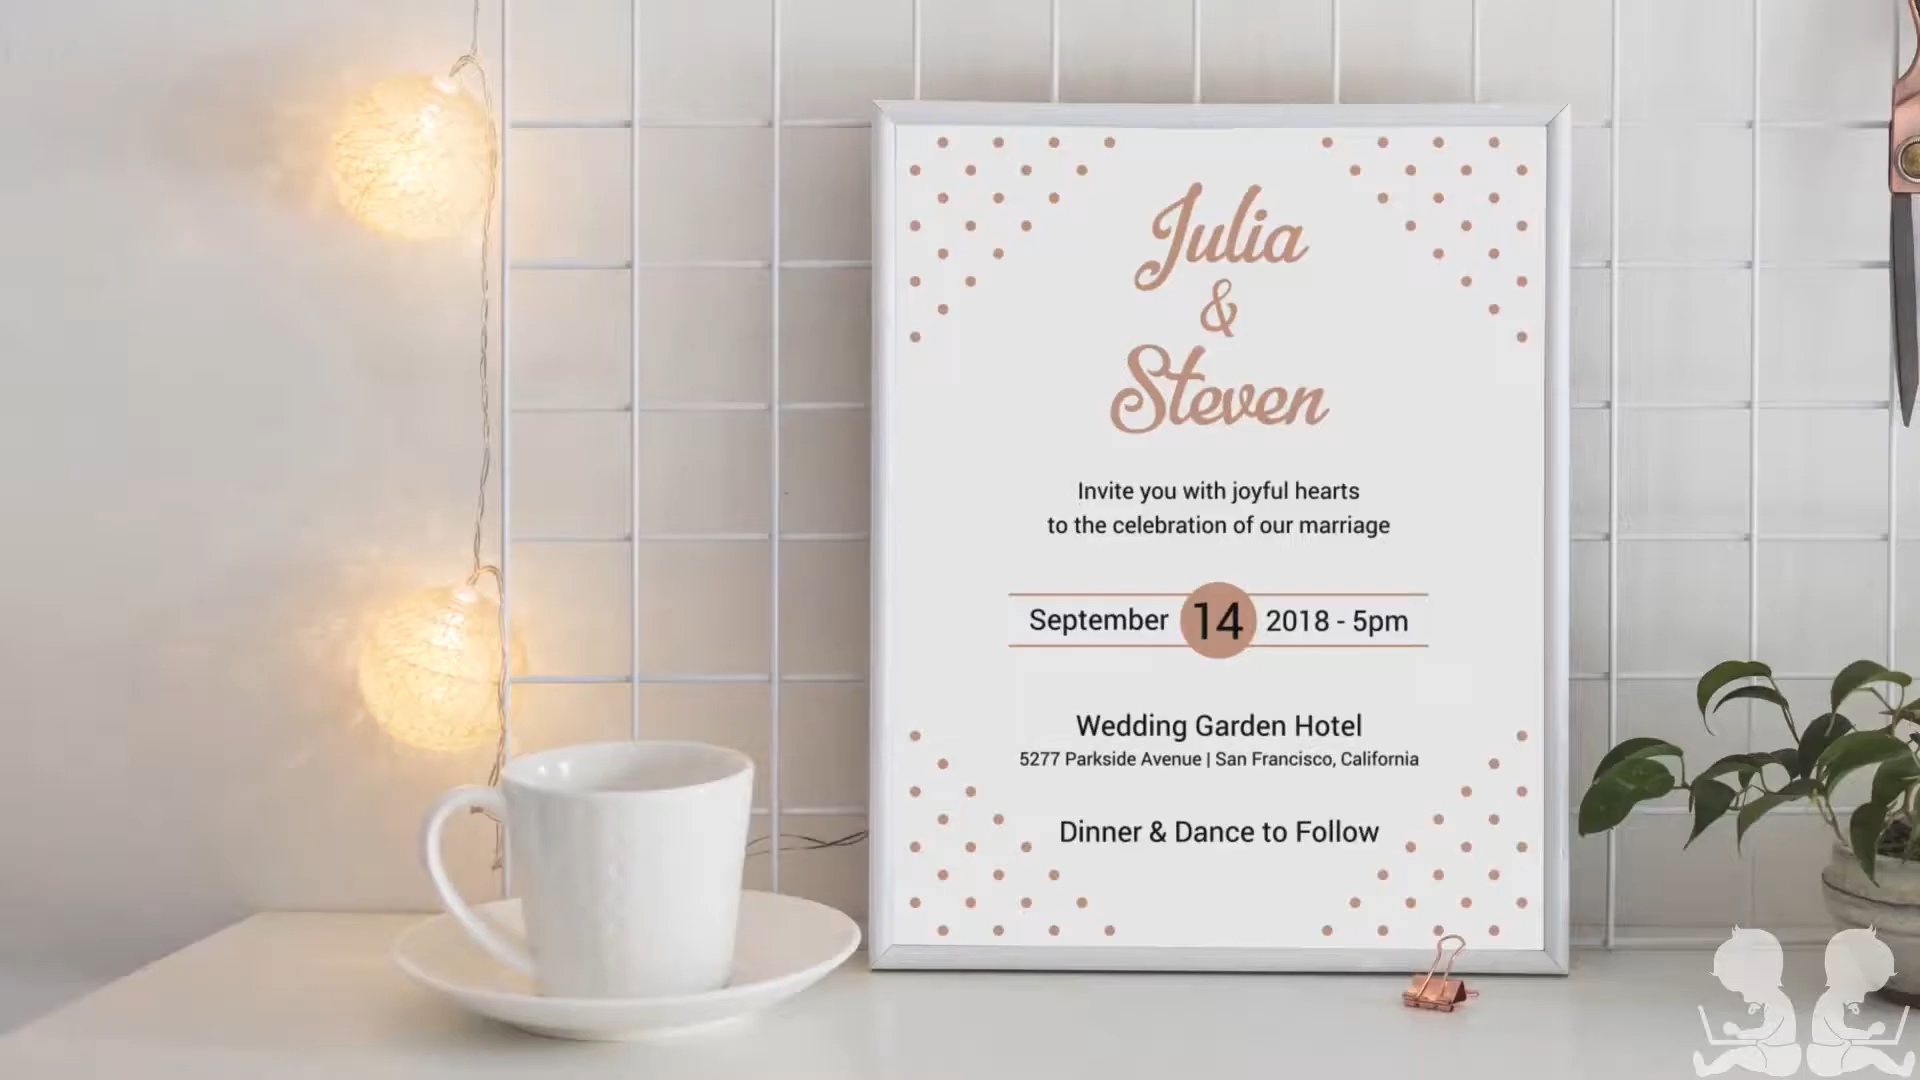 Julia
&
Steven
Invite you with joyful hearts
to the celebration of our marriage
September 14 2018 - 5pm
Wedding Garden Hotel
5277 Parkside Avenue | San Francisco, California
Dinner & Dance to Follow